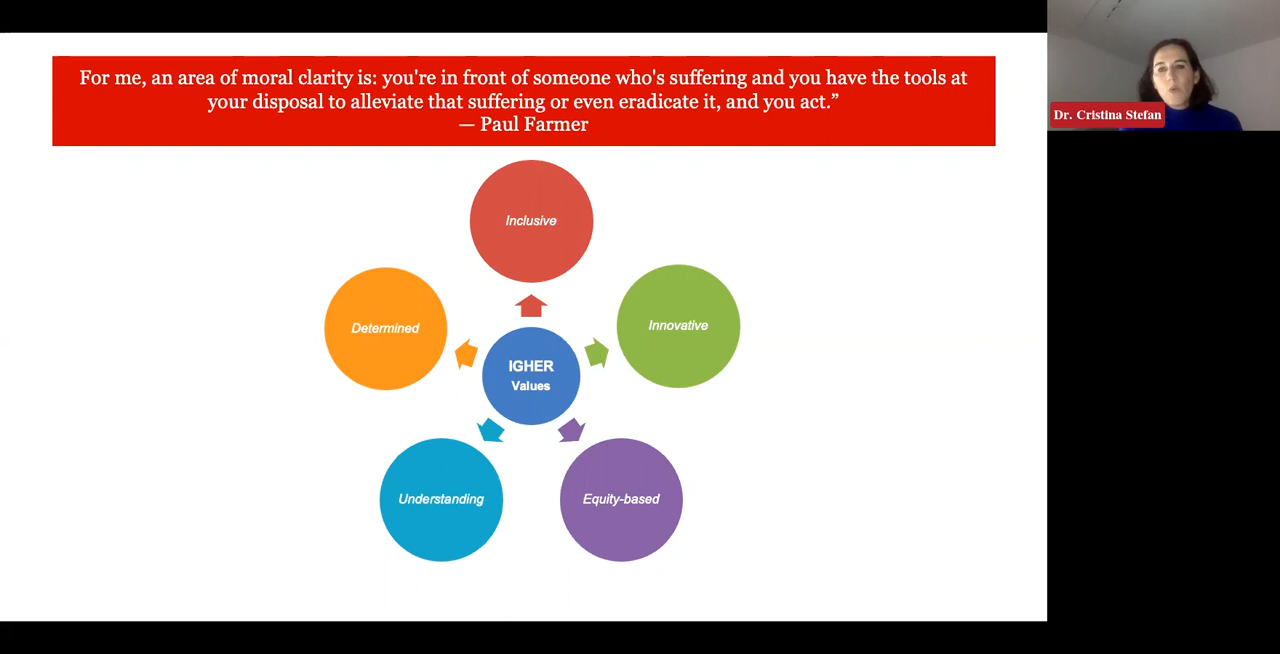 For me, an area of moral clarity is: you're in front of someone who's suffering and you have the tools at
your disposal to alleviate that suffering or even eradicate it, and you act.”
— Paul Farmer
Dr. Cristina Stefan
Inclusive
Determined
Innovative
IGHER
Values
Understanding
Equity-based